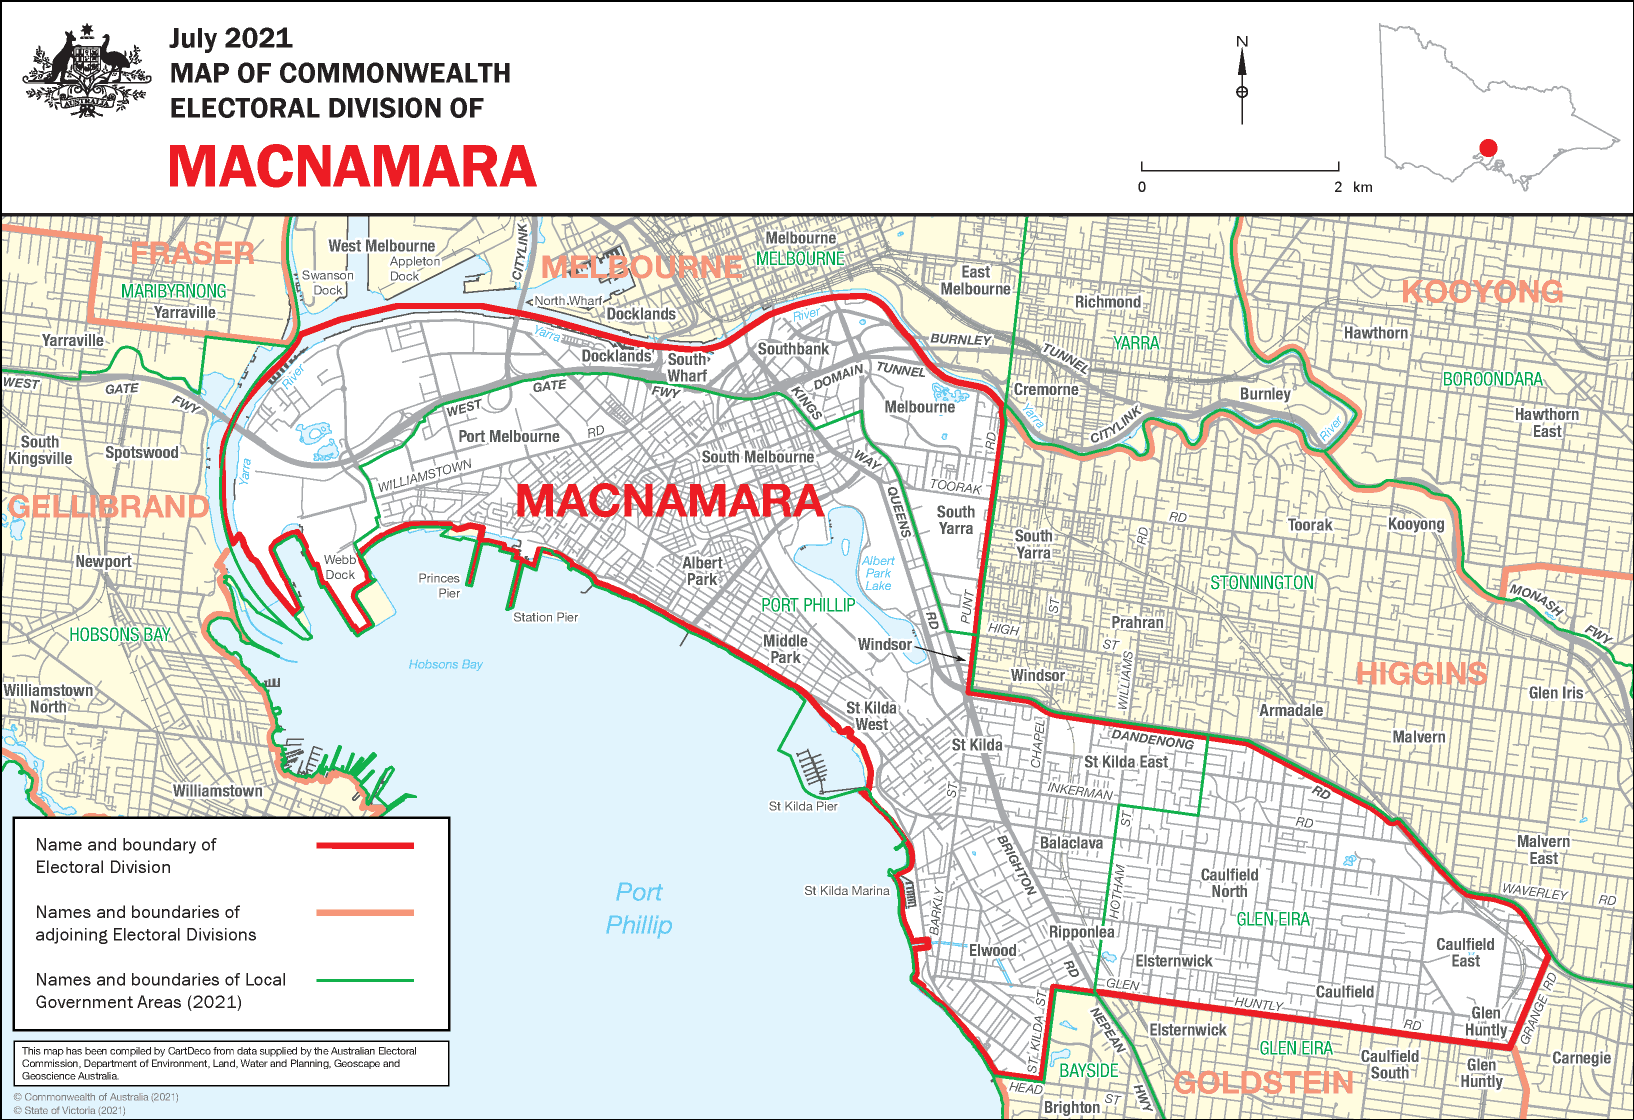 July 2021
MAP OF COMMONWEALTH
ELECTORAL DIVISION OF
MACNAMARA
AUSTRALIA
N
0 2 km
FRASER
MARIBYRNONG
Yarraville
Yarraville
West Melbourne
Appleton
Dock
Swanson
Dock
CITYLINK
MELBOURNE
North Wharf
Docklands
Melbourne
MELBOURNE
East
Melbourne
Richmond
KOOYONG
Hawthorn
YARRA
BOROONDARA
Hawthorn
East
Burnley
BURNLEY
TUNNEL
Cremorne
CITYLINK
Yarra
River
WEST
GATE
FWY
River
Yarra
Yarra
River
Docklands
South
Wharf
Southbank
DOMAIN
TUNNEL
KINGS
WAY
Melbourne
WEST
GATE
FWY
Port Melbourne
RD
WILLIAMSTOWN
South Melbourne
MACNAMARA
South
Kingsville
Spotswood
GELLIBRAND
Newport
HOBSONS BAY
Williamstown
North
Williamstown
Webb
Dock
Princes
Pier
Station Pier
Hobsons Bay
Albert
Park
Albert
Park
Lake
PORT PHILLIP
Middle
Park
QUEENS
RD
TOORAK
RD
South
Yarra
PUNT
South
Yarra
RD
RD
Toorak
Kooyong
STONNINGTON
ST
Prahran
HIGH
ST
Windsor
Windsor
WILLIAMS
HIGGINS
MONASH
FWY
Glen Iris
Armadale
Malvern
St Kilda
West
St Kilda
CHAPEL
ST
DANDENONG
RD
St Kilda East
INKERMAN
ST
RD
St Kilda Pier
Balaclava
BRIGHTON
RD
HOTHAM
Caulfield
North
GLEN EIRA
Malvern
East
WAVERLEY
RD
St Kilda Marina
BARKLY
Port
Phillip
Ripponlea
Elwood
Elsternwick
Caulfield
East
Caulfield
GLEN
HUNTLY
RD
Glen
Huntly
GRANGE RD
ST KILDA ST
NEPEAN
HWY
Elsternwick
GLEN EIRA
Caulfield
South
Glen
Huntly
Carnegie
BAYSIDE
GOLDSTEIN
HEAD
ST
Brighton
Name and boundary of
Electoral Division
Names and boundaries of
adjoining Electoral Divisions
Names and boundaries of Local
Government Areas (2021)
This map has been compiled by CartDeco from data supplied by the Australian Electoral
Commission, Department of Environment, Land, Water and Planning, Geoscape and
Geoscience Australia.
© Commonwealth of Australia (2021)
© State of Victoria (2021)